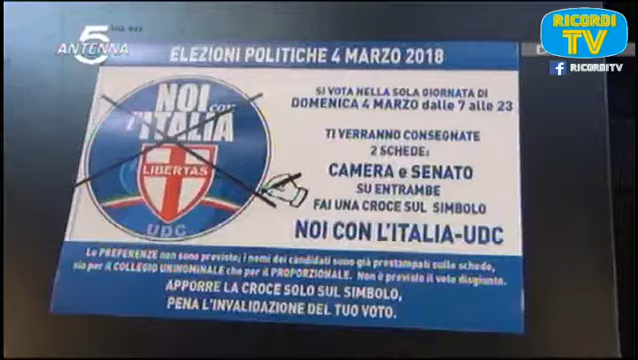 5
ANTENNA
RICORDI
TV
RICORDITV
ELEZIONI POLITICHE 4 MARZO 2018
NOI con
l'ITALIA
LIBERTAS
UDC
SI VOTA NELLA SOLA GIORNATA DI
DOMENICA 4 MARZO dalle 7 alle 23
TI VERRANNO CONSEGNATE
2 SCHEDE:
CAMERA e SENATO
SU ENTRAMBE
FAI UNA CROCE SUL SIMBOLO
NOI CON L'ITALIA-UDC
Le PREFERENZE non sono previste; i nomi dei candidati sono già prestampati sulle schede,
sia per il COLLEGIO UNINOMINALE che per il PROPORZIONALE. Non è previsto il voto disgiunto.
APPORRE LA CROCE SOLO SUL SIMBOLO,
PENA L'INVALIDAZIONE DEL TUO VOTO.